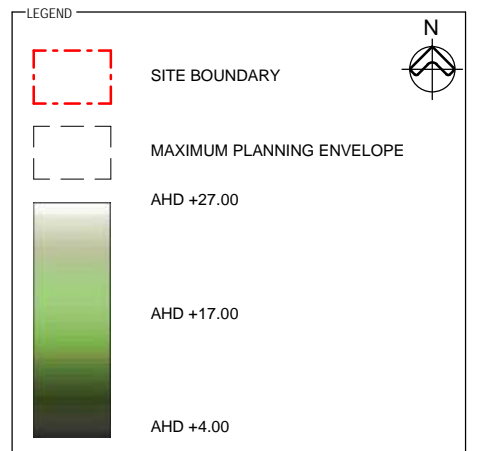 LEGEND
N
SITE BOUNDARY
MAXIMUM PLANNING ENVELOPE
AHD +27.00
AHD +17.00
AHD +4.00